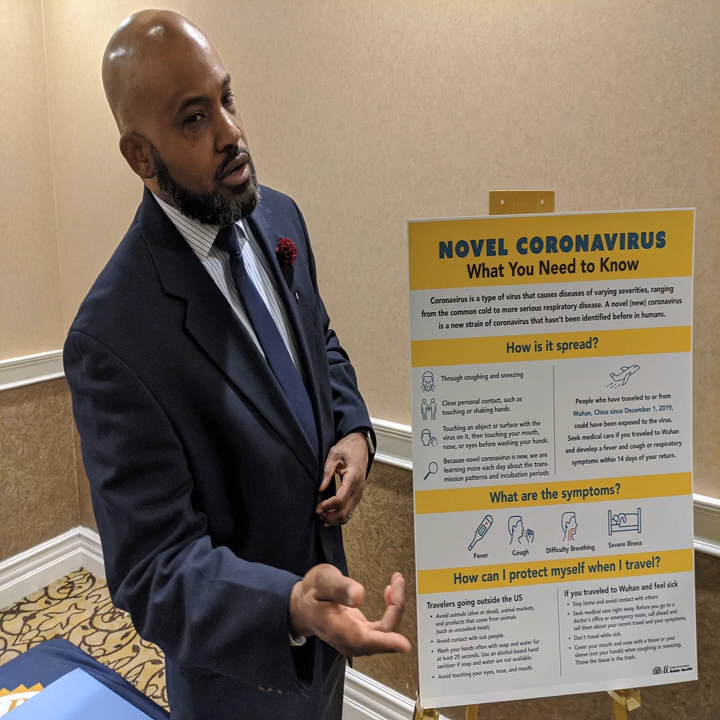 NOVEL CORONAVIRUS
What You Need to Know
Coronavirus is a type of virus that causes diseases of varying severities, ranging
from the common cold to more serious respiratory disease. A novel (new) coronavirus
is a new strain of coronavirus that hasn't been identified before in humans.
How is it spread?
Through coughing and sneezing
Close personal contact, such as
touching or shaking hands
Touching an object or surface with the
virus on it, then touching your mouth,
nose, or eyes before washing your hands
Because novel coronavirus is new, we are
learning more each day about the trans-
mission patterns and incubation periods
People who have traveled to or from
Wuhan, China since December 1, 2019,
could have been exposed to the virus.
Seek medical care if you traveled to Wuhan
and develop a fever and cough or respiratory
symptoms within 14 days of your return.
What are the symptoms?
Fever
Cough
Difficulty Breathing
Severe Illness
How can I protect myself when I travel?
Travelers going outside the US
• Avoid animals (alive or dead), animal markets,
and products that come from animals
(such as uncooked meat).
• Avoid contact with sick people.
• Wash your hands often with soap and water for
at least 20 seconds. Use an alcohol-based hand
sanitizer if soap and water are not available.
• Avoid touching your eyes, nose, and mouth.
If you traveled to Wuhan and feel sick
• Stay home and avoid contact with others
• Seek medical care right away. Before you go to a
doctor's office or emergency room, call ahead and
tell them about your recent travel and your symptoms.
• Don't travel while sick.
• Cover your mouth and nose with a tissue or your
sleeve (not your hands) when coughing or sneezing.
Throw the tissue in the trash.
Public Health